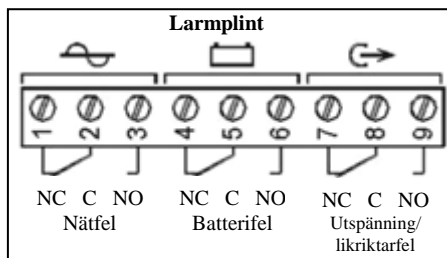 Larmplint
1 2 3 4 5 6 7 8 9
NC C NO NC C NO NC C NO
Nätfel Batterifel Utspänning/
likriktarfel